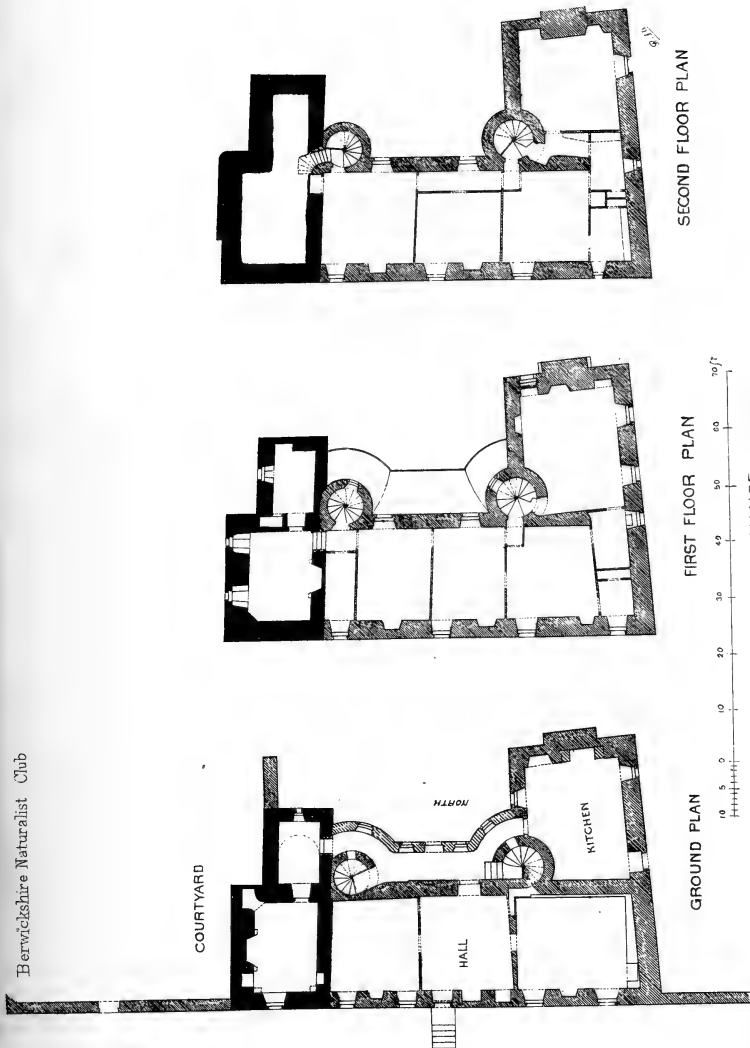 Berwickshire Naturalist Club
COURTYARD
HALL
NORTH
KITCHEN
GROUND PLAN
FIRST FLOOR PLAN
SECOND FLOOR PLAN
10 5 0 10 20 30 40 50 60 70 ft